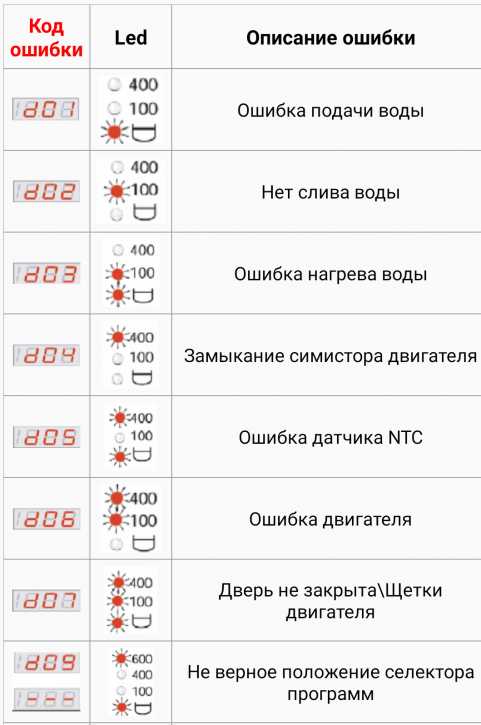 Код
ошибки
Led
Описание ошибки
d01
400
100
Ошибка подачи воды
d02
400
100
Нет слива воды
d03
400
100
Ошибка нагрева воды
d04
400
100
Замыкание симистора двигателя
d05
400
100
Ошибка датчика NTC
d06
400
100
Ошибка двигателя
d07
400
100
Дверь не закрыта\Щетки
двигателя
d09
---
600
400
100
Не верное положение селектора
программ